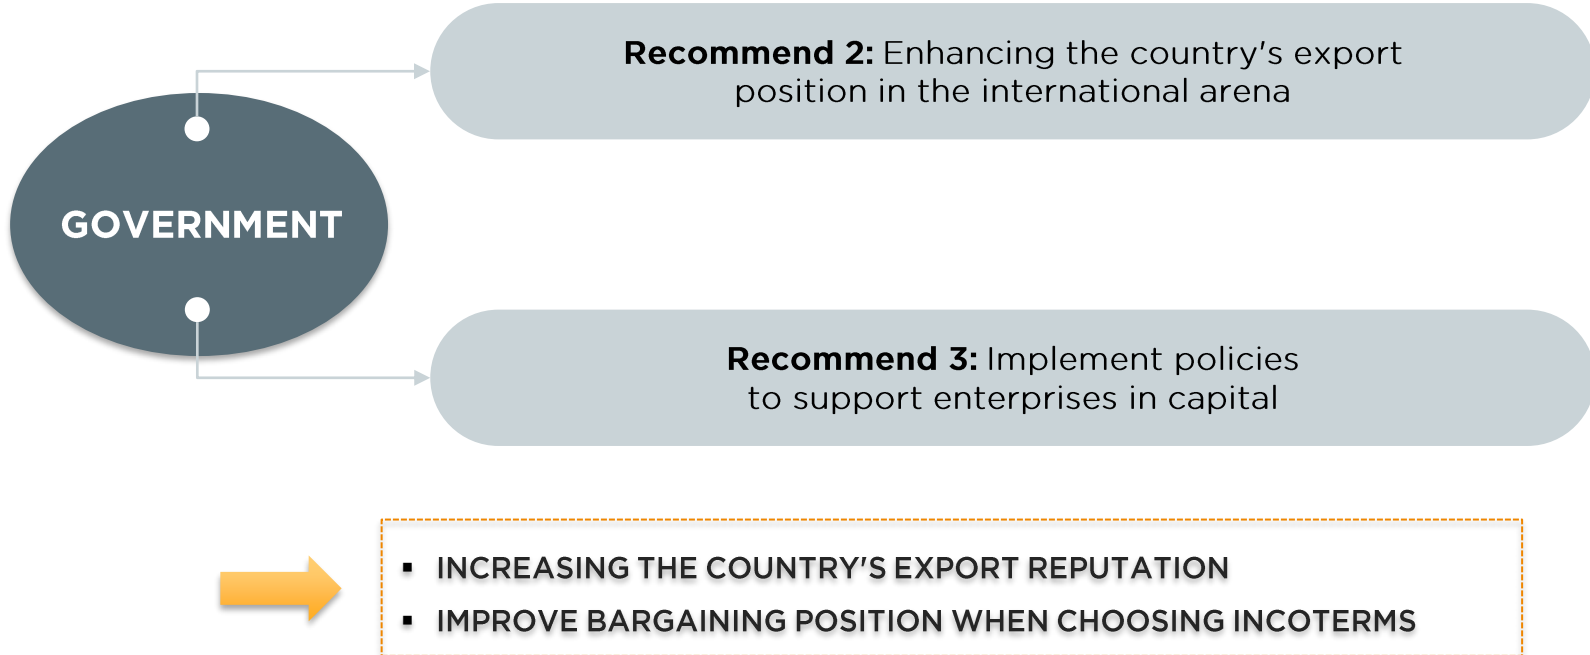 Recommend 2: Enhancing the country's export
position in the international arena
GOVERNMENT
Recommend 3: Implement policies
to support enterprises in capital
▪ INCREASING THE COUNTRY'S EXPORT REPUTATION
▪ IMPROVE BARGAINING POSITION WHEN CHOOSING INCOTERMS